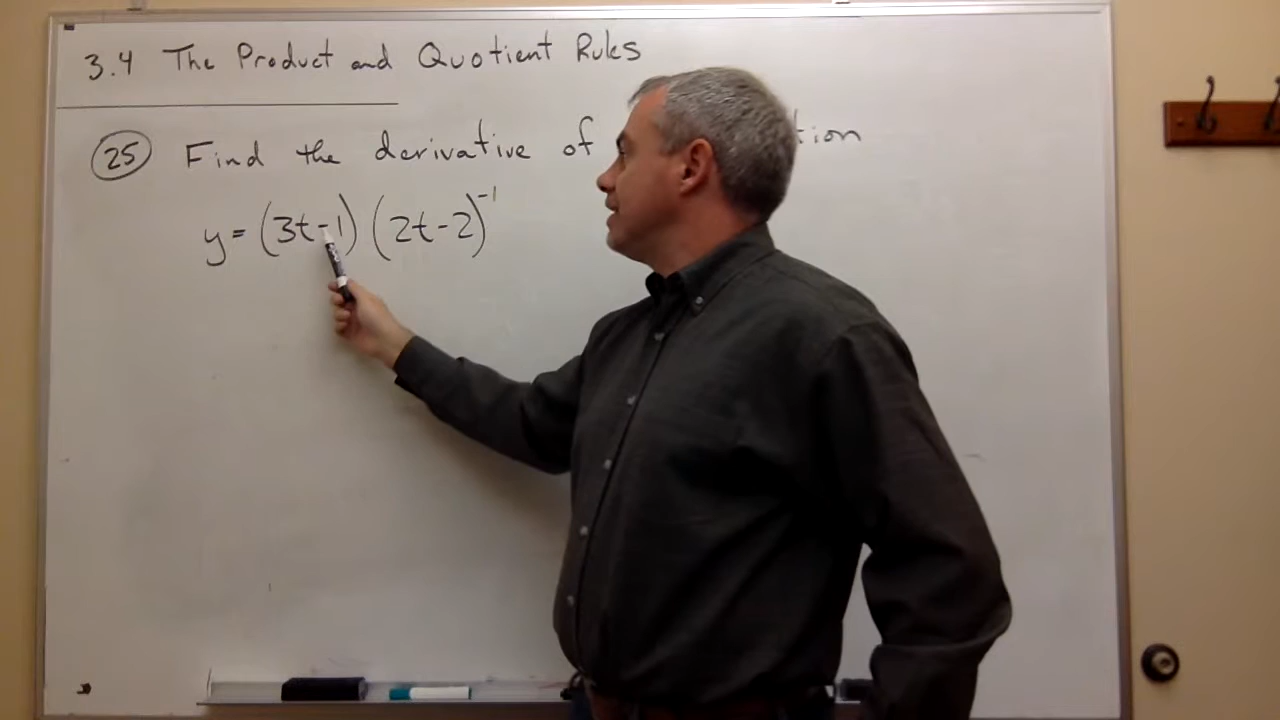 3.4 The Product and Quotient Rules
25 Find the derivative of tion
y = (3t-1) (2t-2)^-1